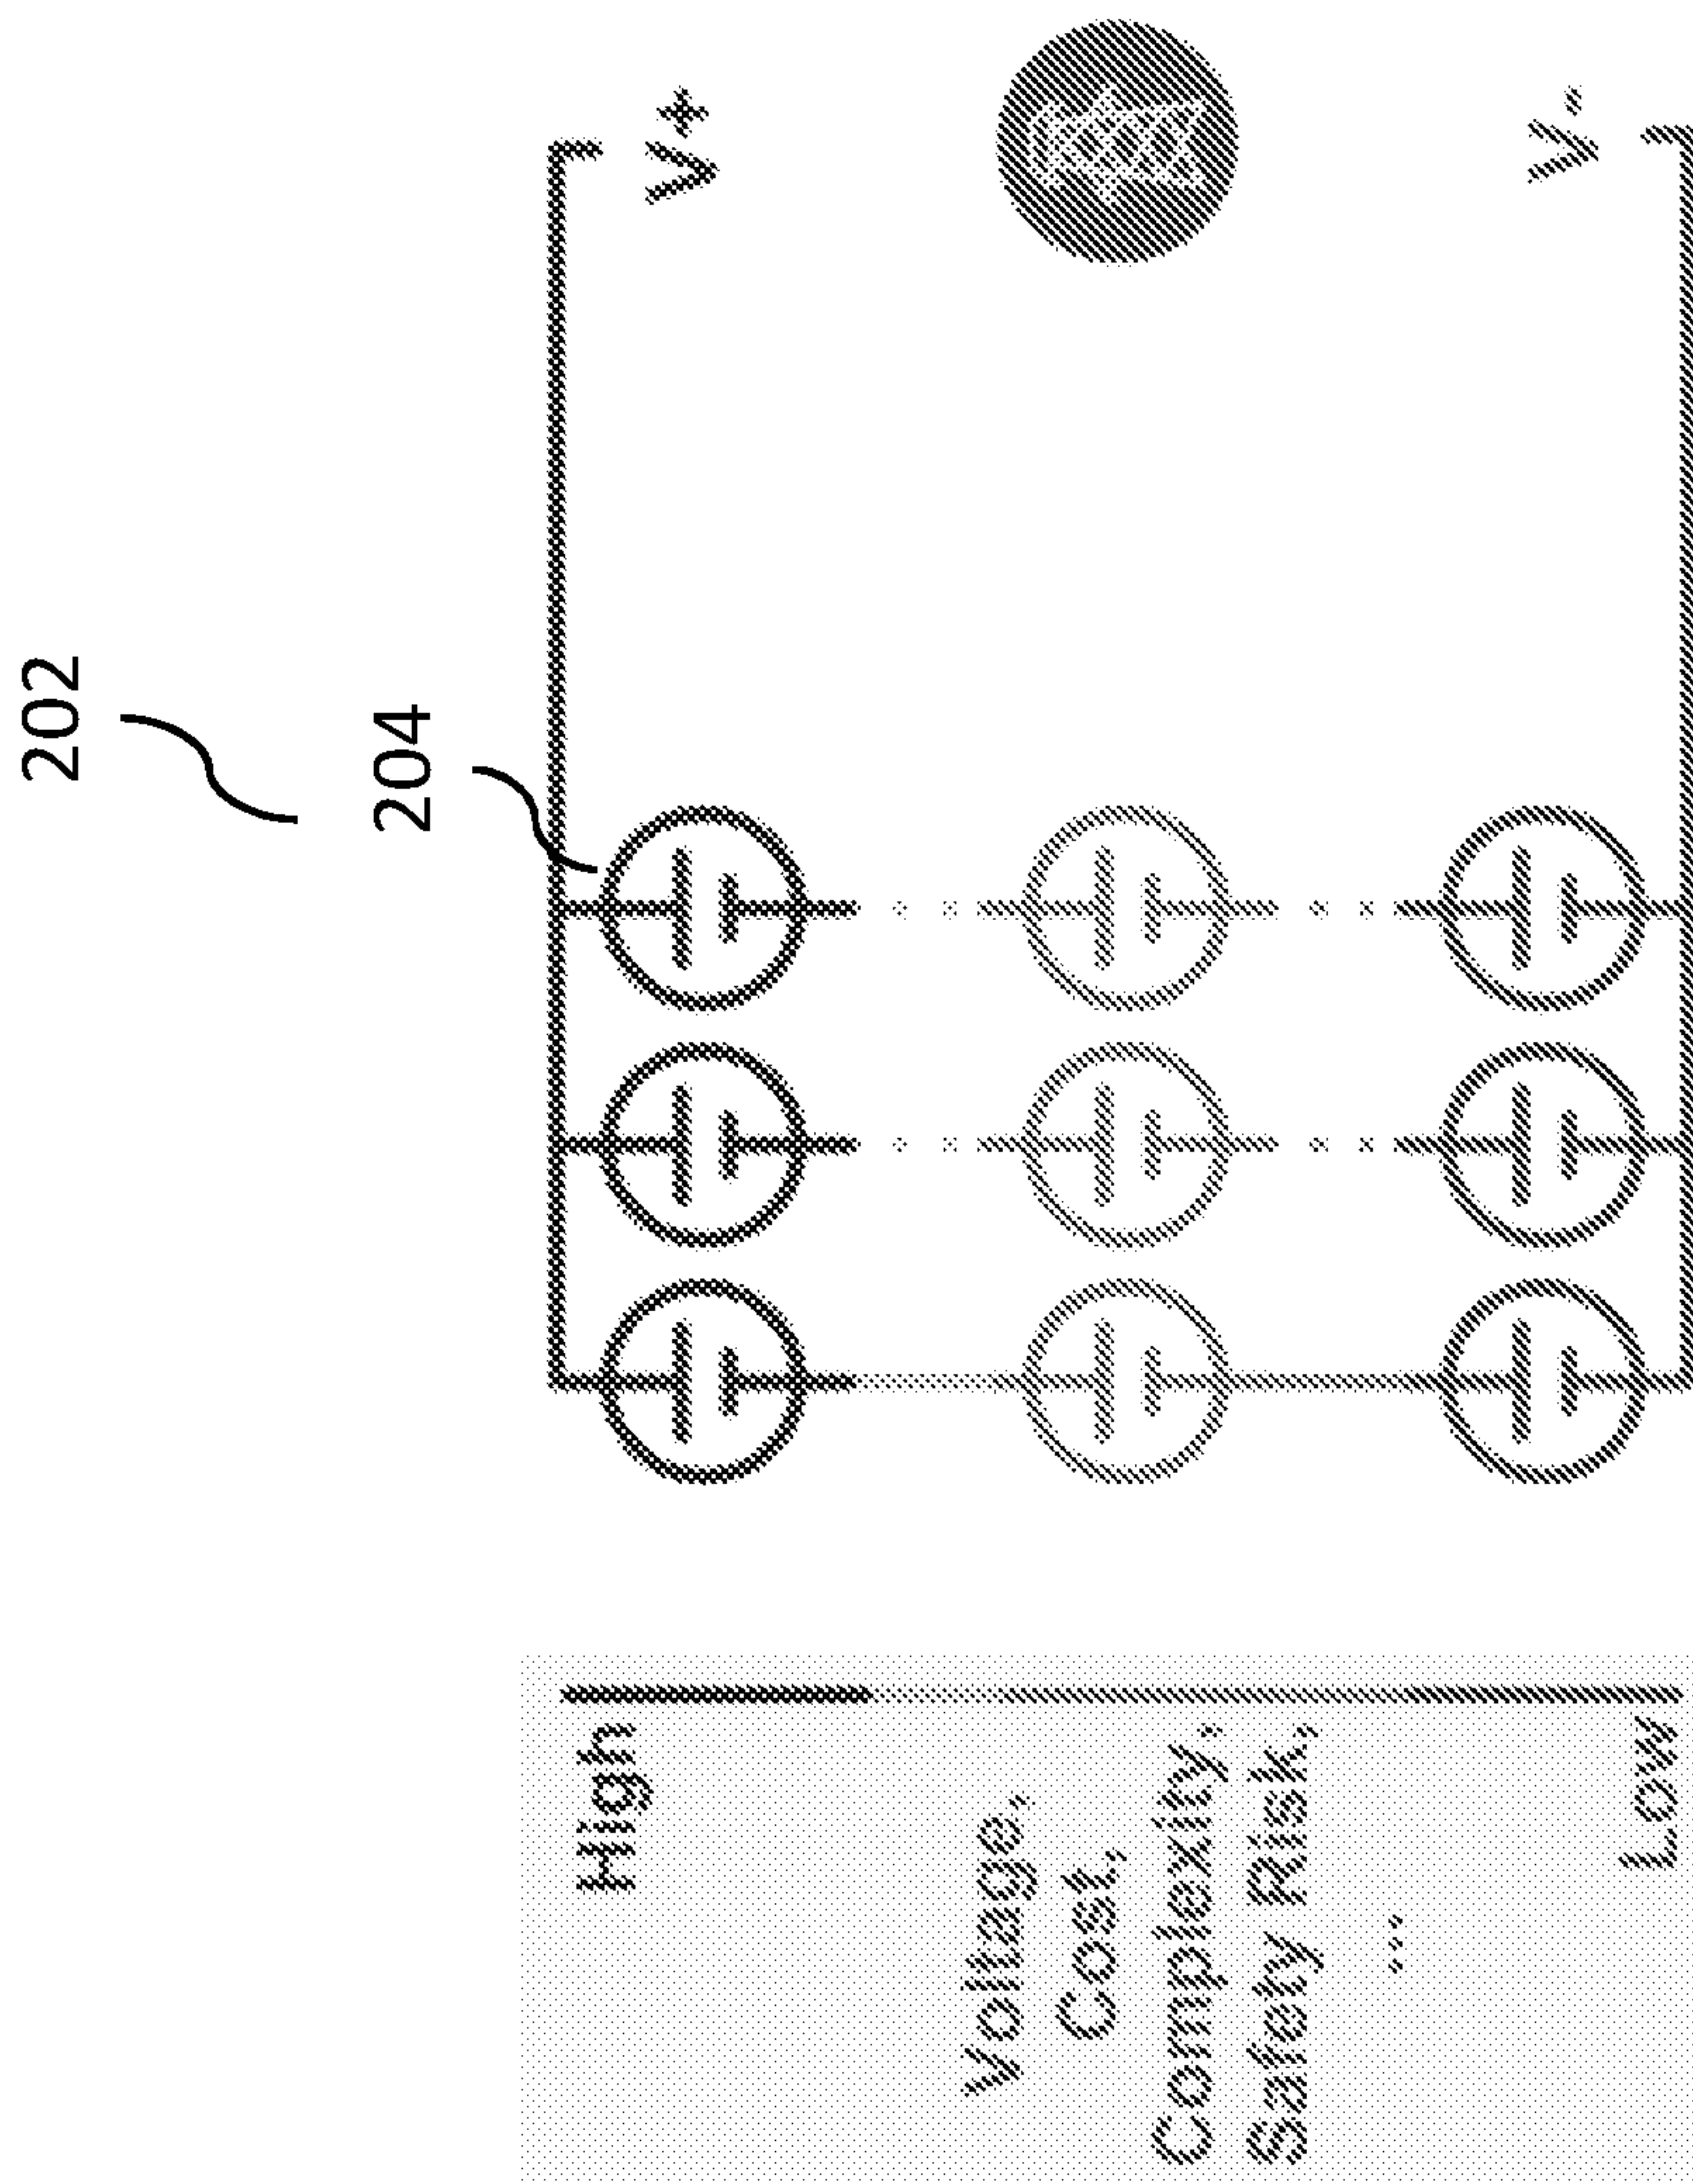 202
204
V+
V-
High
Voltage,
Cost,
Complexity,
Safety Risk,
...
Low